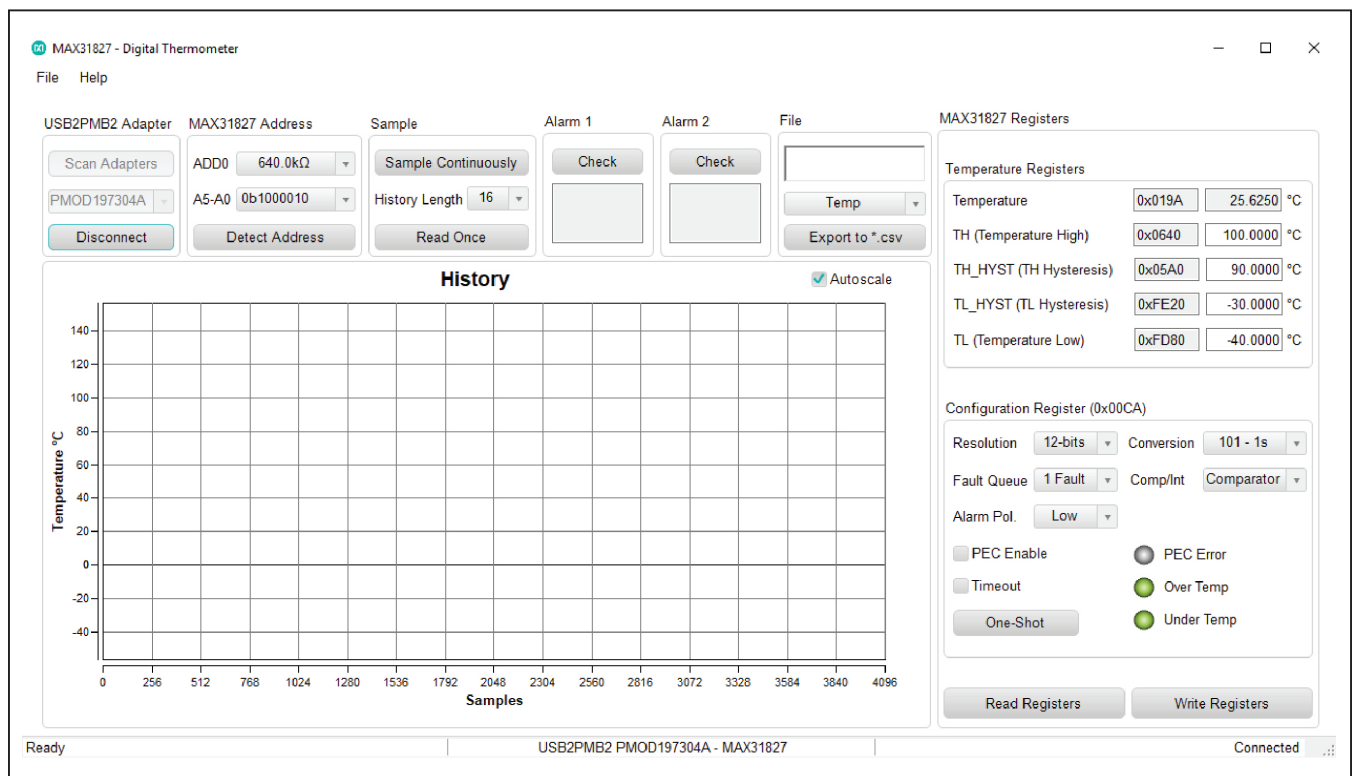 MAX31827 - Digital Thermometer
File Help
USB2PMB2 Adapter
Scan Adapters
PMOD197304A
Disconnect
MAX31827 Address
ADD0 640.0kΩ
A5-A0 0b1000010
Detect Address
Sample
Sample Continuously
History Length 16
Read Once
Alarm 1
Check
Alarm 2
Check
File
Temp
Export to *.csv
History
Autoscale
Temperature °C
140
120
100
80
60
40
20
0
-20
-40
0 256 512 768 1024 1280 1536 1792 2048 2304 2560 2816 3072 3328 3584 3840 4096
Samples
MAX31827 Registers
Temperature Registers
Temperature 0x019A 25.6250 °C
TH (Temperature High) 0x0640 100.0000 °C
TH_HYST (TH Hysteresis) 0x05A0 90.0000 °C
TL_HYST (TL Hysteresis) 0xFE20 -30.0000 °C
TL (Temperature Low) 0xFD80 -40.0000 °C
Configuration Register (0x00CA)
Resolution 12-bits Conversion 101 - 1s
Fault Queue 1 Fault Comp/Int Comparator
Alarm Pol. Low
PEC Enable PEC Error
Timeout Over Temp
One-Shot Under Temp
Read Registers Write Registers
Ready USB2PMB2 PMOD197304A - MAX31827 Connected